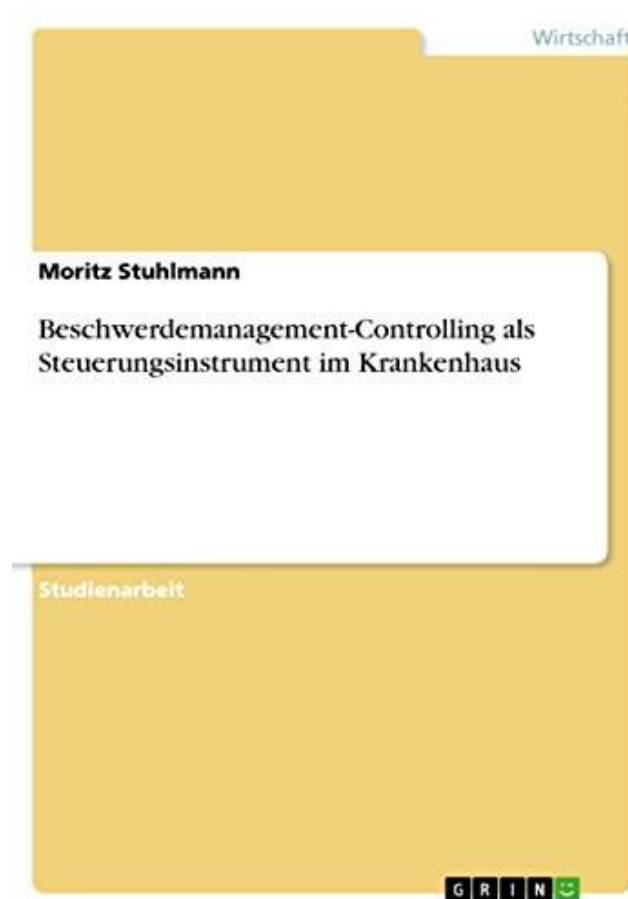 Wirtschaft
Moritz Stuhlmann
Beschwerdemanagement-Controlling als
Steuerungsinstrument im Krankenhaus
Studienarbeit
GRIN